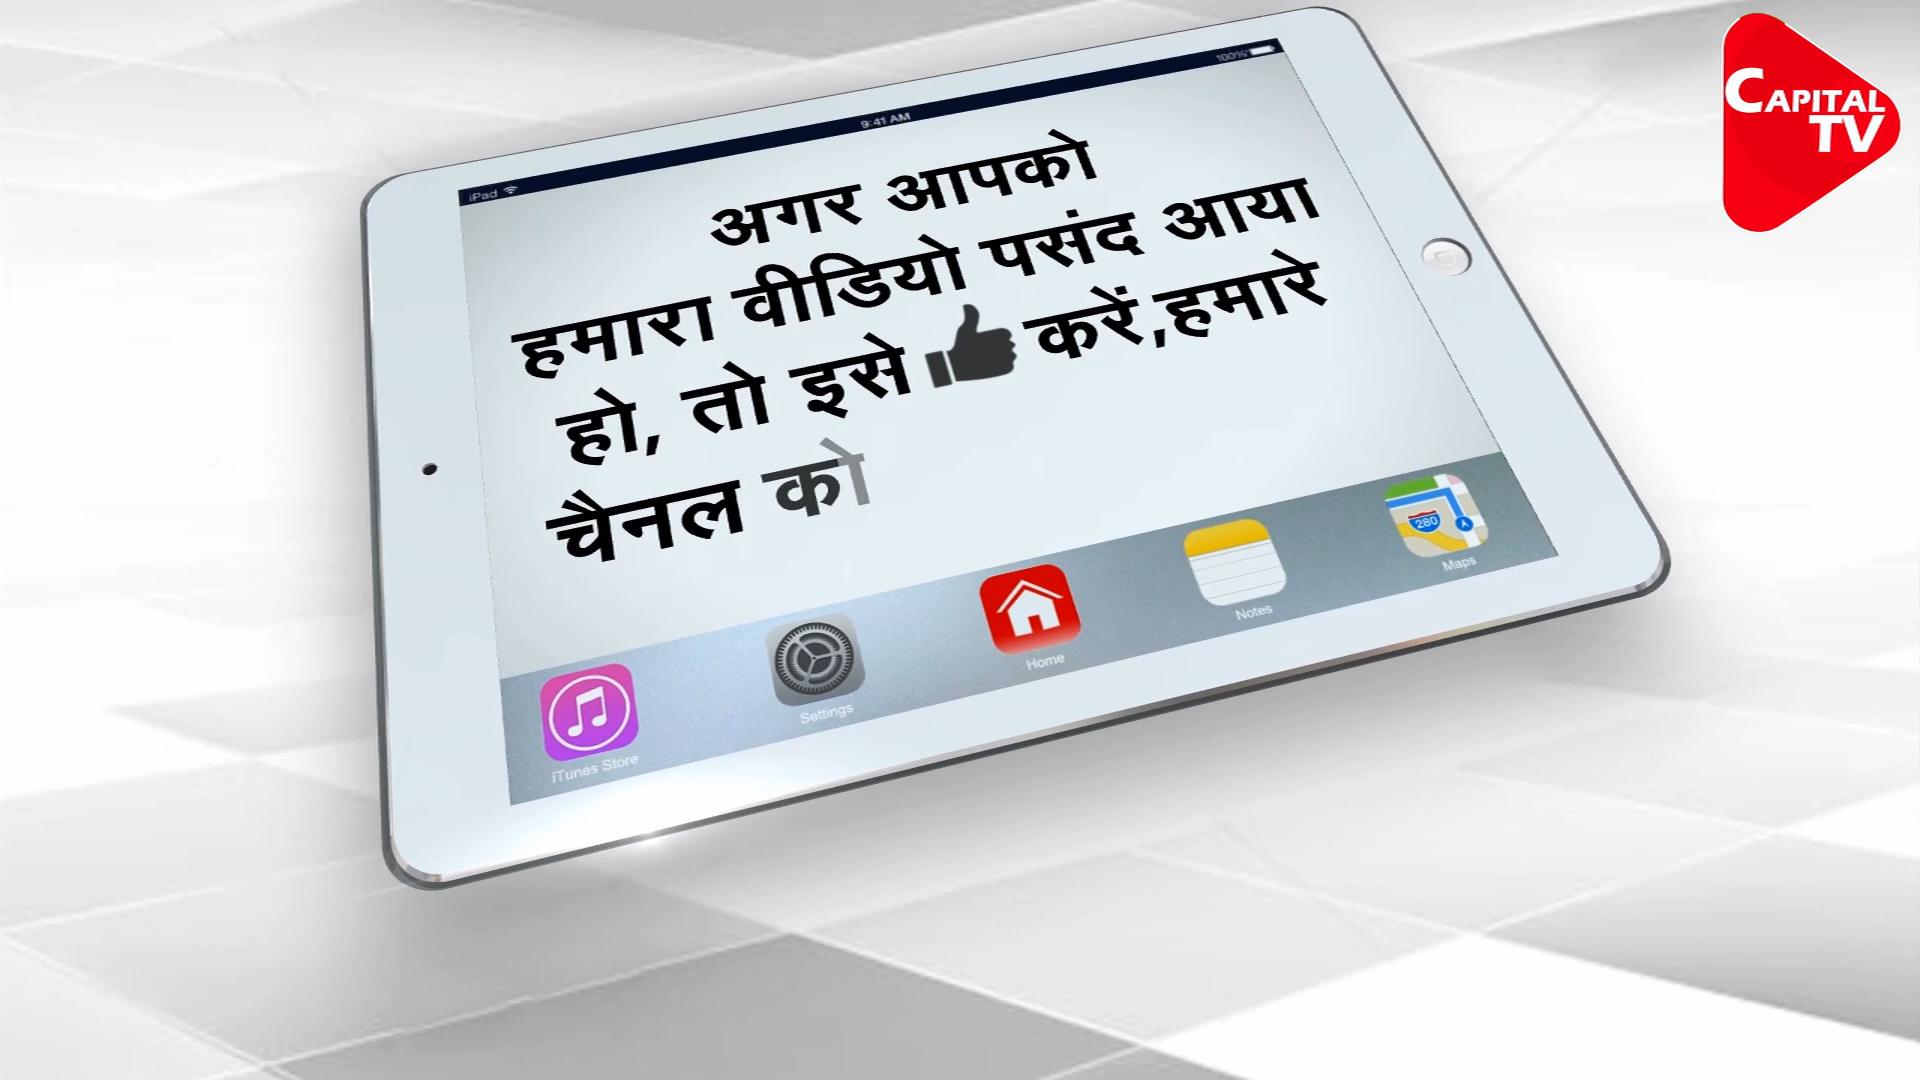 iPad
9:41 AM
100%
अगर आपको
हमारा वीडियो पसंद आया
हो, तो इसे करें,हमारे
चैनल को
iTunes Store
Settings
Home
Notes
280
Maps
CAPITAL
TV